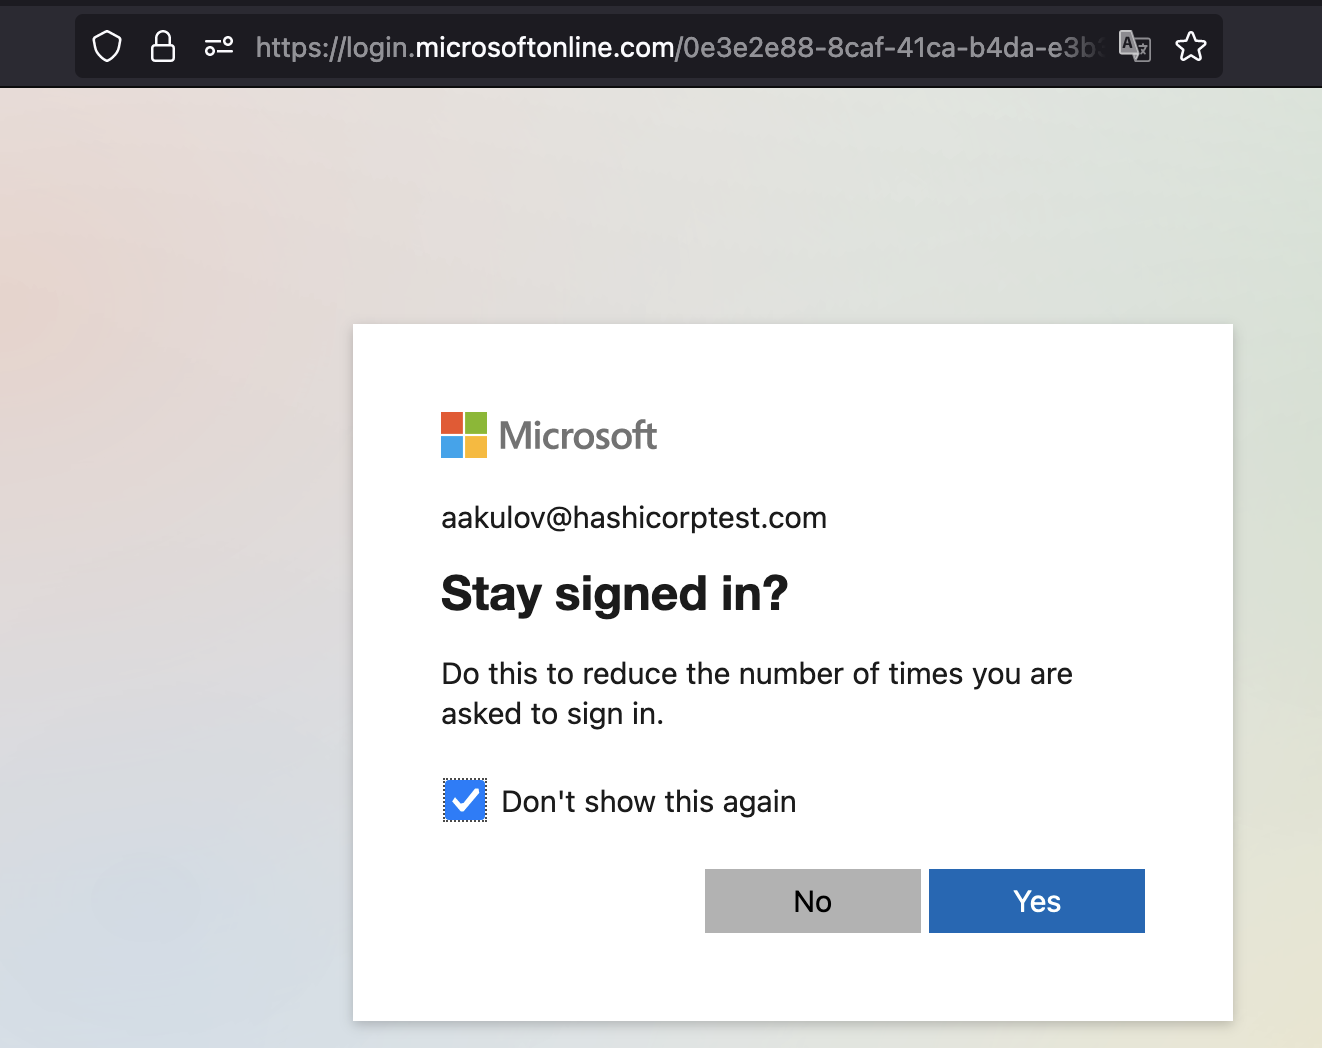 https://login.microsoftonline.com/0e3e2e88-8caf-41ca-b4da-e3b
Microsoft
aakulov@hashicorptest.com
Stay signed in?
Do this to reduce the number of times you are
asked to sign in.
Don't show this again
No
Yes